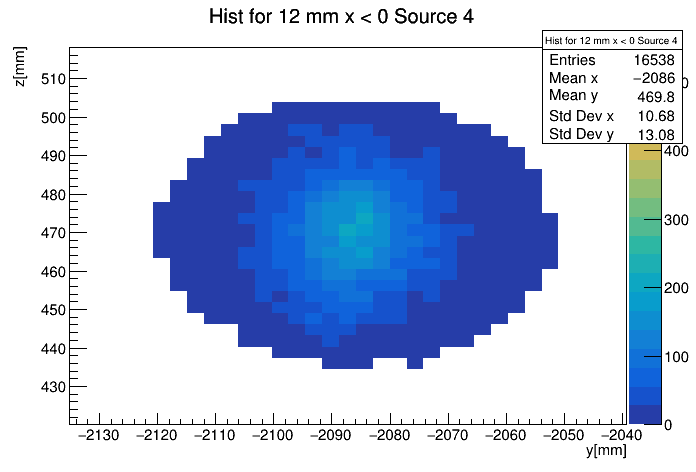 Hist for 12 mm x < 0 Source 4
Hist for 12 mm x < 0 Source 4
Entries 16538
Mean x −2086
Mean y 469.8
Std Dev x 10.68
Std Dev y 13.08
z[mm]
510
500
490
480
470
460
450
440
430
0
400
300
200
100
0
−2130 −2120 −2110 −2100 −2090 −2080 −2070 −2060 −2050 −2040
y[mm]